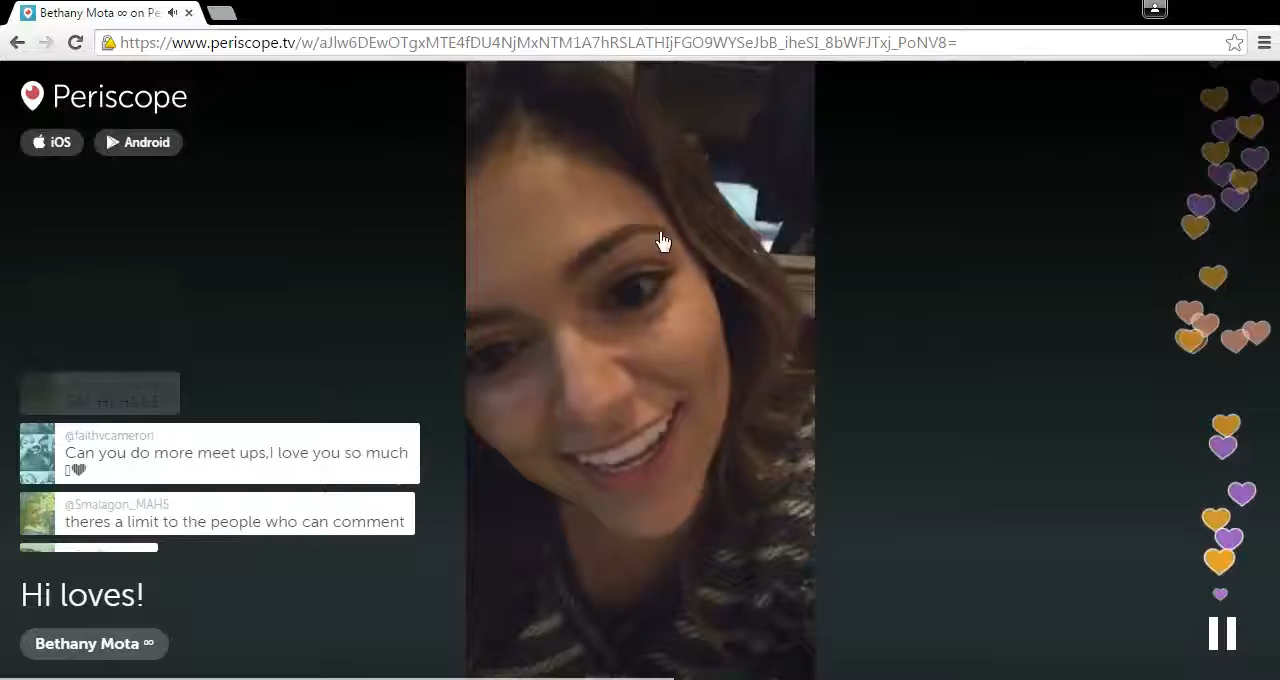 Bethany Mota ∞ on Pe
https://www.periscope.tv/w/aJlw6DEwOTgxMTE4fDU4NjMxNTM1A7hRSLATHIjFGO9WYSeJbB_iheSI_8bWFJTxj_PoNV8=
Periscope
iOS
Android
@faithvcameron
Can you do more meet ups,I love you so much
@Smalagon_MAHS
theres a limit to the people who can comment
Hi loves!
Bethany Mota ∞